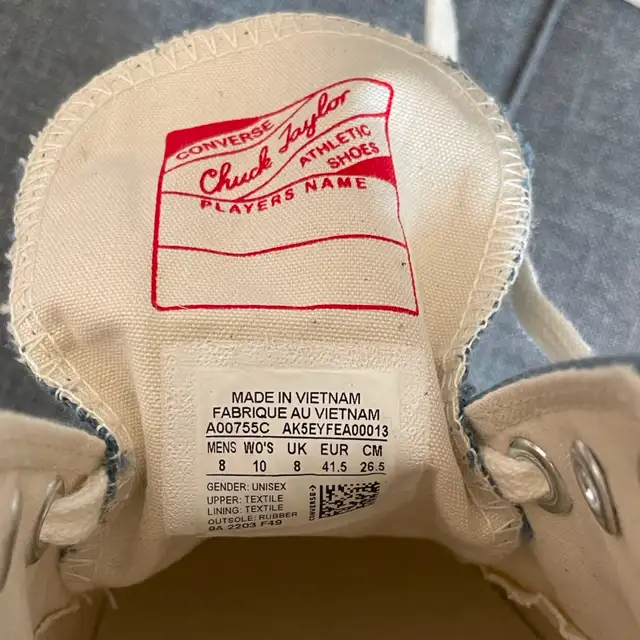 CONVERSE
Chuck Taylor
ATHLETIC
SHOES
PLAYERS NAME
MADE IN VIETNAM
FABRIQUE AU VIETNAM
A00755C AK5EYFEA00013
MENS WO'S UK EUR CM
8 10 8 41.5 26.5
GENDER: UNISEX
UPPER: TEXTILE
LINING: TEXTILE
OUTSOLE: RUBBER
9A 2203 F49